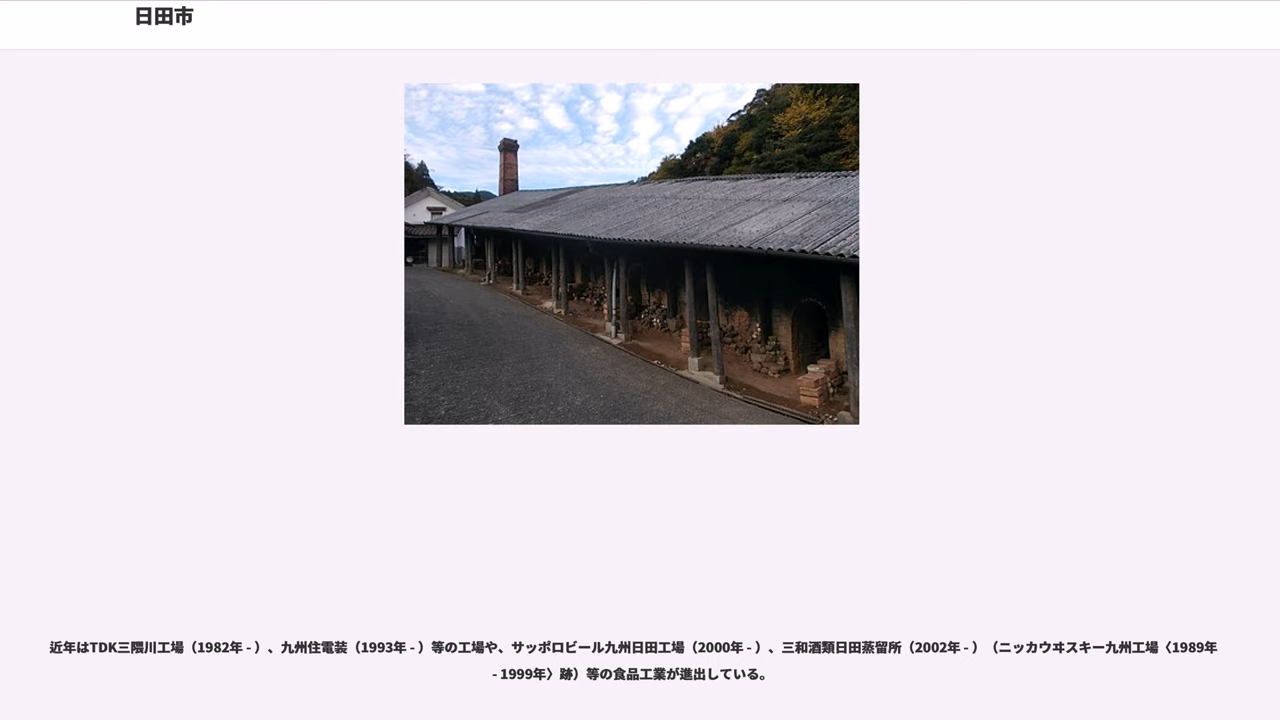 日田市
近年はTDK三隈川工場（1982年 - ）、九州住電装（1993年 - ）等の工場や、サッポロビール九州日田工場（2000年 - ）、三和酒類日田蒸留所（2002年 - ）（ニッカウヰスキー九州工場〈1989年
- 1999年〉跡）等の食品工業が進出している。